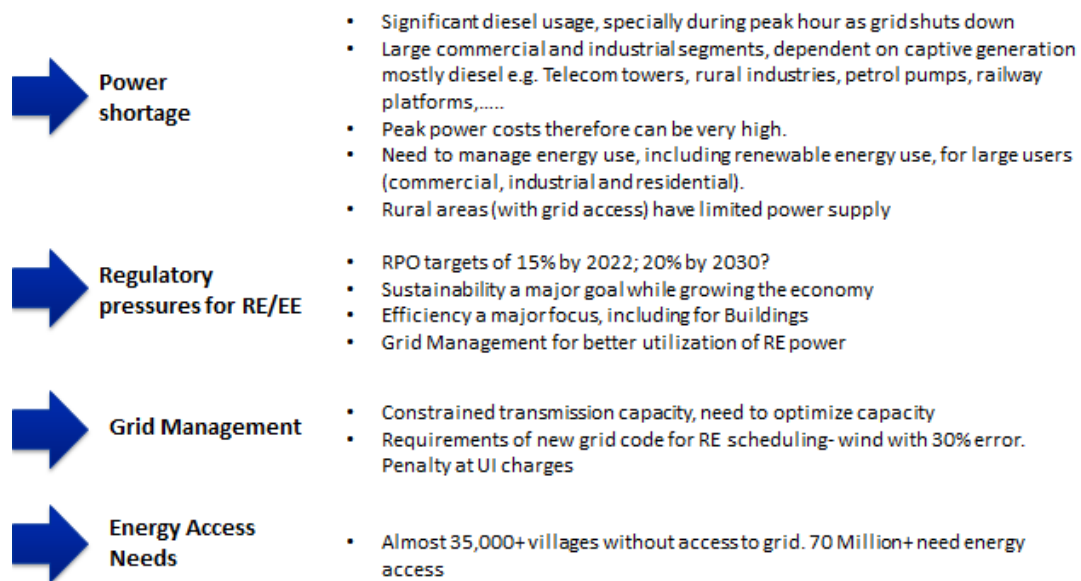 Power
shortage
• Significant diesel usage, specially during peak hour as grid shuts down
• Large commercial and industrial segments, dependent on captive generation
mostly diesel e.g. Telecom towers, rural industries, petrol pumps, railway
platforms,.....
• Peak power costs therefore can be very high.
• Need to manage energy use, including renewable energy use, for large users
(commercial, industrial and residential).
• Rural areas (with grid access) have limited power supply
Regulatory
pressures for RE/EE
• RPO targets of 15% by 2022; 20% by 2030?
• Sustainability a major goal while growing the economy
• Efficiency a major focus, including for Buildings
• Grid Management for better utilization of RE power
Grid Management
• Constrained transmission capacity, need to optimize capacity
• Requirements of new grid code for RE scheduling- wind with 30% error.
Penalty at UI charges
Energy Access
Needs
• Almost 35,000+ villages without access to grid. 70 Million+ need energy
access